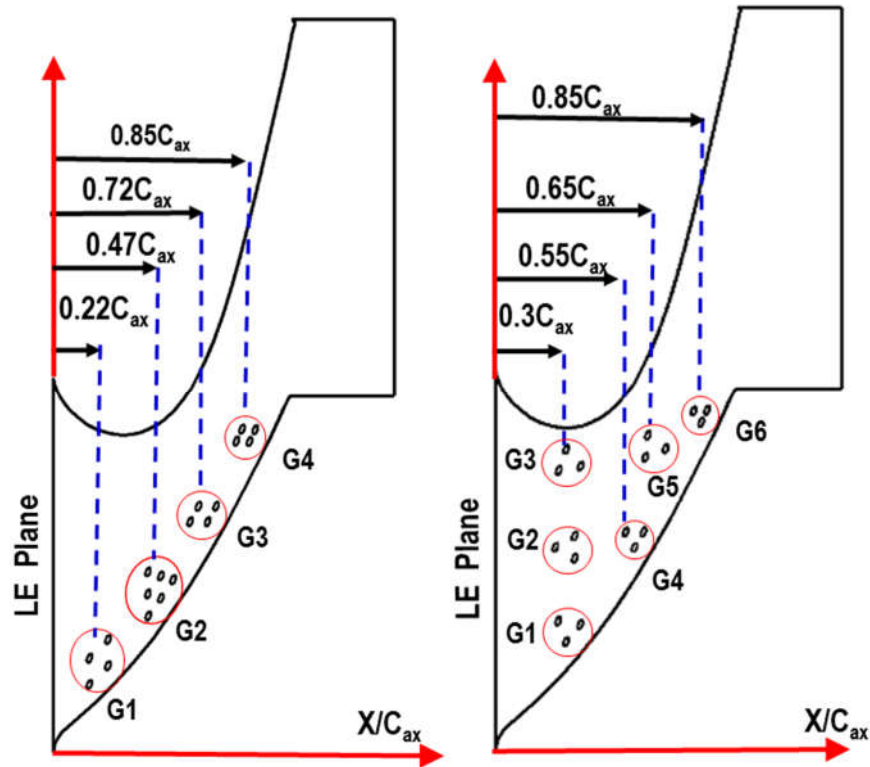 0.85Cax
0.72Cax
0.47Cax
0.22Cax
G4
G3
G2
G1
LE Plane
X/Cax
0.85Cax
0.65Cax
0.55Cax
0.3Cax
G6
G3
G5
G2
G4
G1
LE Plane
X/Cax